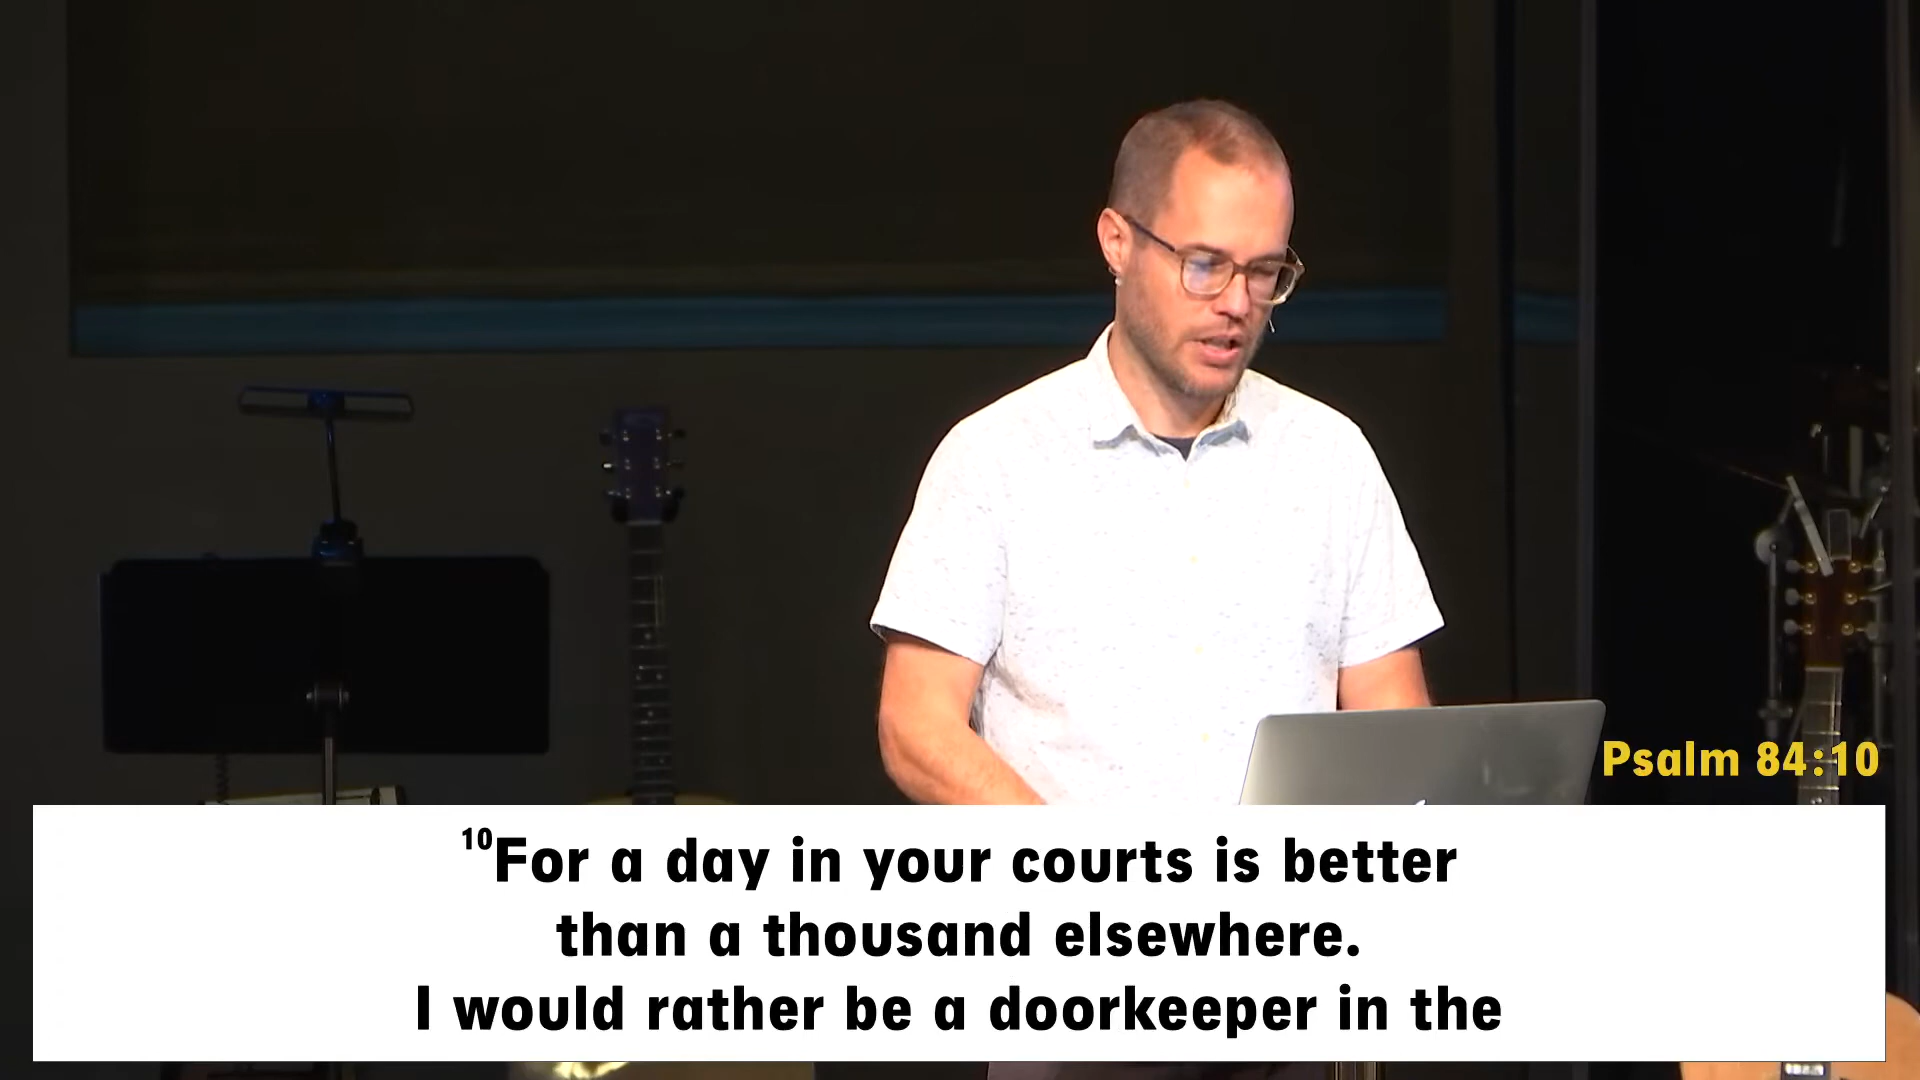 Psalm 84:10
10For a day in your courts is better
than a thousand elsewhere.
I would rather be a doorkeeper in the